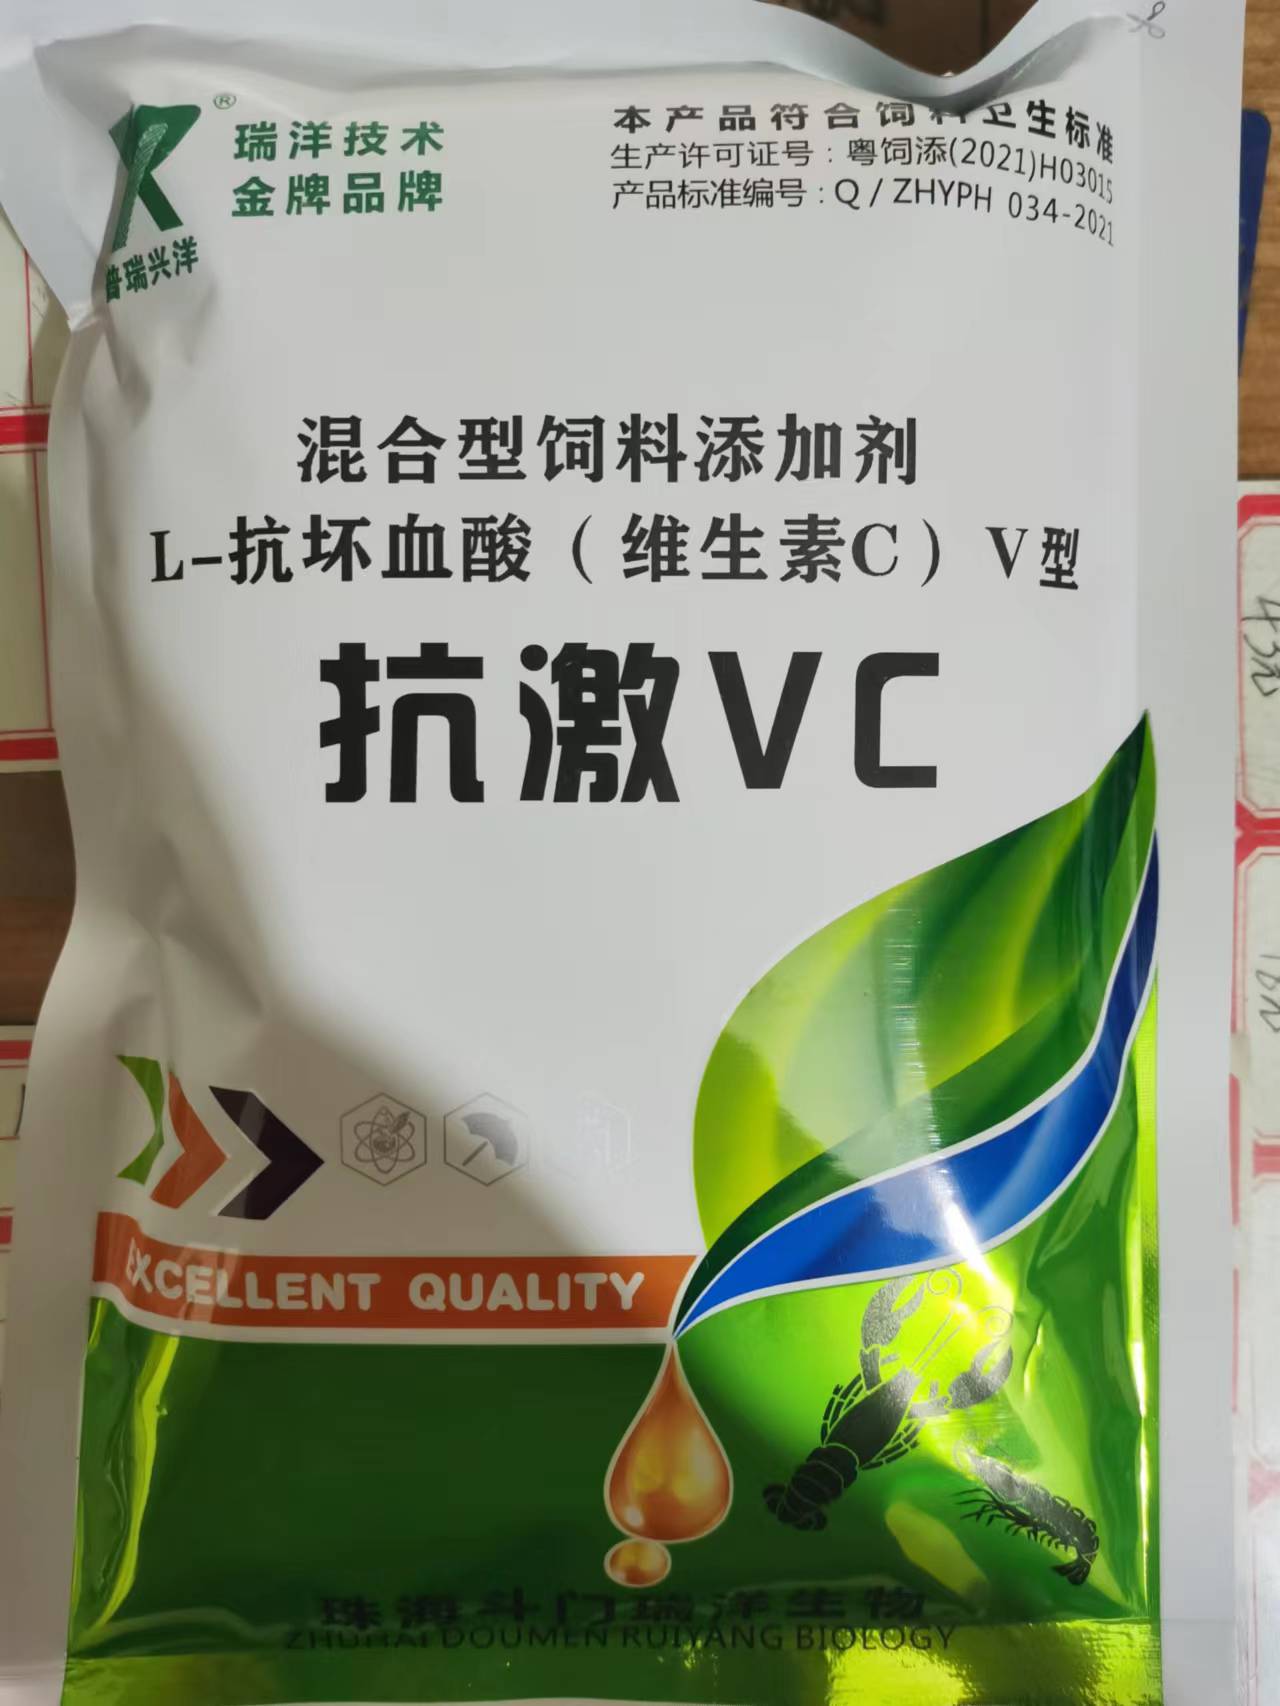 ®
瑞洋技术
金牌品牌
普瑞兴洋
本产品符合饲料卫生标准
生产许可证号：粤饲添(2021)H03015
产品标准编号：Q / ZHYPH 034-2021
混合型饲料添加剂
L-抗坏血酸（维生素C）V型
抗激VC
EXCELLENT QUALITY
珠海斗门瑞洋生物
ZHUHAI DOUMEN RUIYANG BIOLOGY
43元